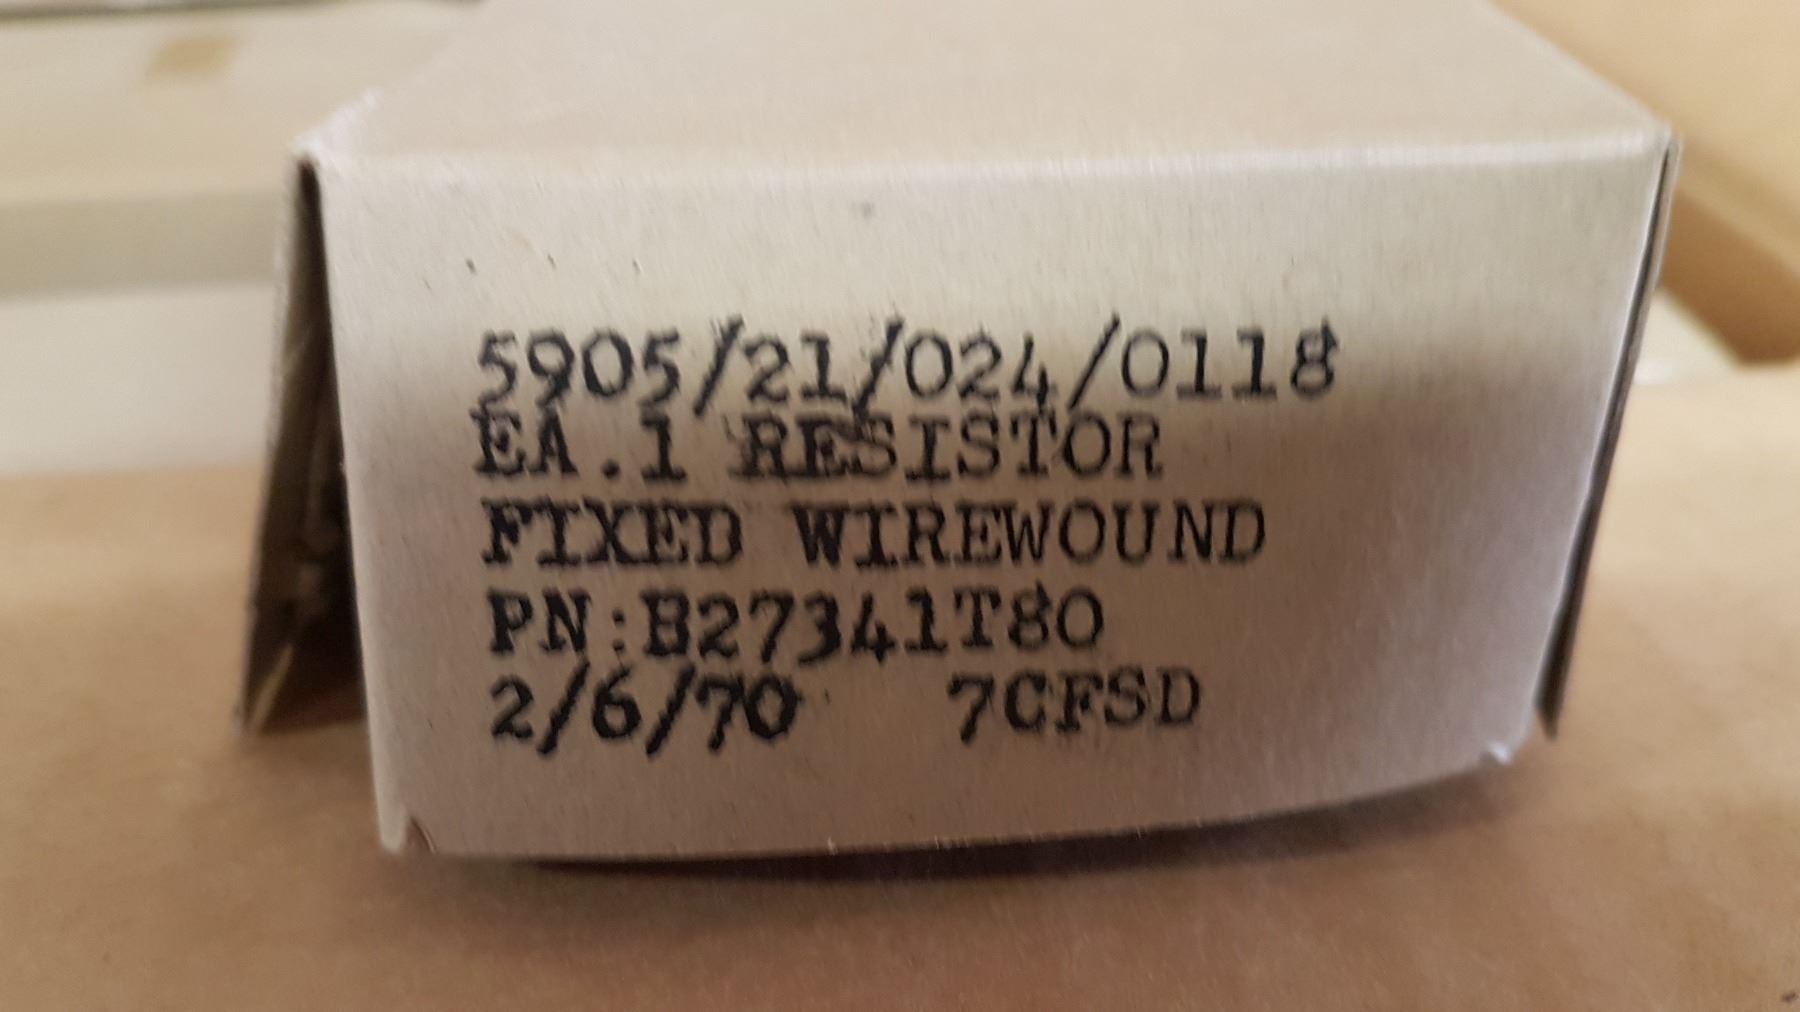 5905/21/024/0118
EA.1 RESISTOR
FIXED WIREWOUND
PN:B27341T80
2/6/70 7CFSD